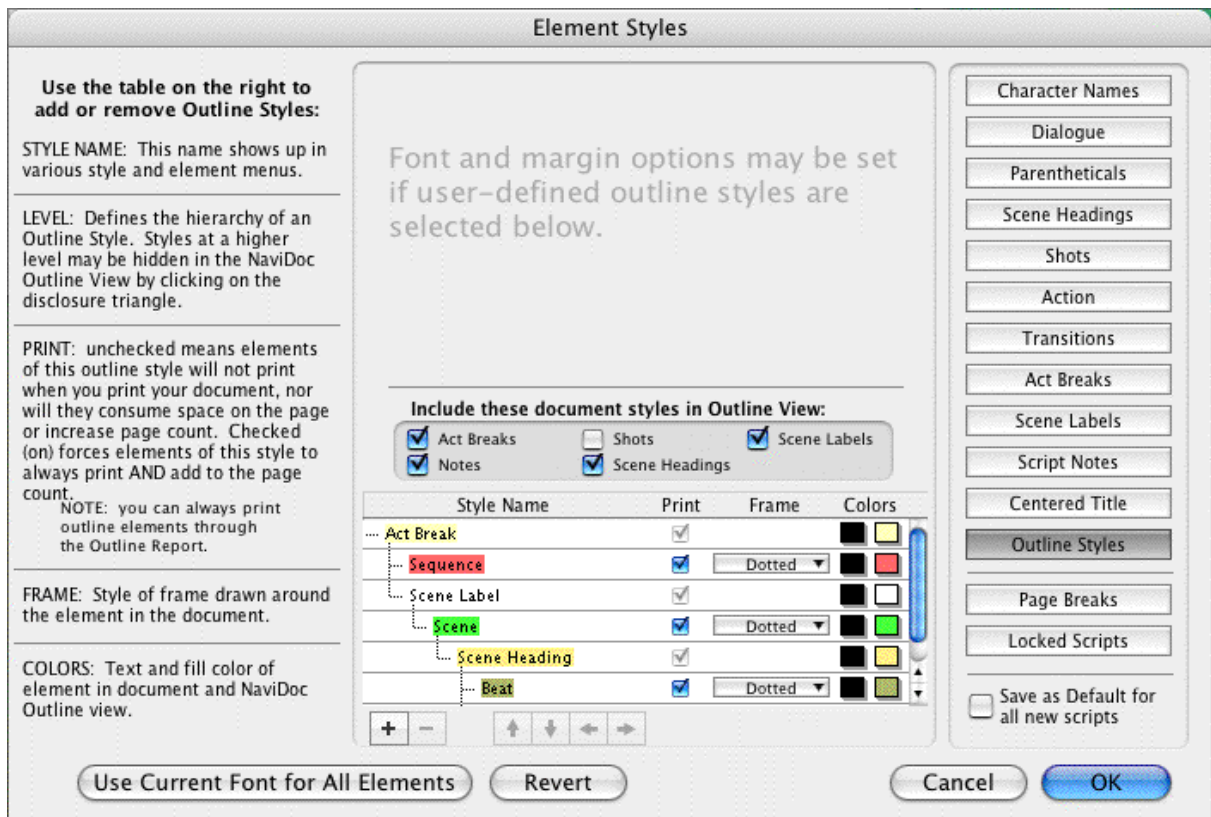 Element Styles
Use the table on the right to
add or remove Outline Styles:
STYLE NAME: This name shows up in
various style and element menus.
LEVEL: Defines the hierarchy of an
Outline Style. Styles at a higher
level may be hidden in the NaviDoc
Outline View by clicking on the
disclosure triangle.
PRINT: unchecked means elements
of this outline style will not print
when you print your document, nor
will they consume space on the page
or increase page count. Checked
(on) forces elements of this style to
always print AND add to the page
count.
NOTE: you can always print
outline elements through
the Outline Report.
FRAME: Style of frame drawn around
the element in the document.
COLORS: Text and fill color of
element in document and NaviDoc
Outline view.
Font and margin options may be set
if user-defined outline styles are
selected below.
Include these document styles in Outline View:
Act Breaks Shots Scene Labels
Notes Scene Headings
Style Name Print Frame Colors
Act Break
Sequence Dotted
Scene Label
Scene Dotted
Scene Heading
Beat Dotted
Character Names
Dialogue
Parentheticals
Scene Headings
Shots
Action
Transitions
Act Breaks
Scene Labels
Script Notes
Centered Title
Outline Styles
Page Breaks
Locked Scripts
Save as Default for
all new scripts
Use Current Font for All Elements Revert Cancel OK